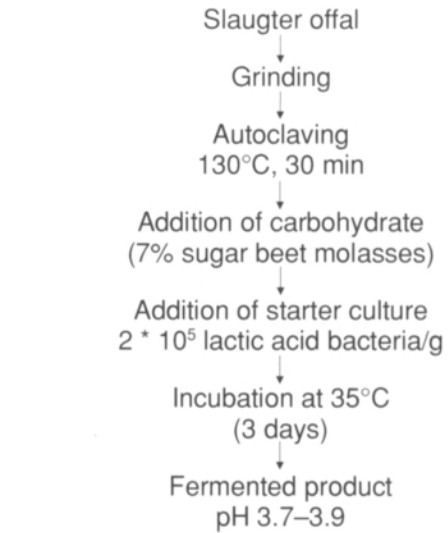 Slaugter offal
Grinding
Autoclaving
130°C, 30 min
Addition of carbohydrate
(7% sugar beet molasses)
Addition of starter culture
2 * 10⁵ lactic acid bacteria/g
Incubation at 35°C
(3 days)
Fermented product
pH 3.7–3.9